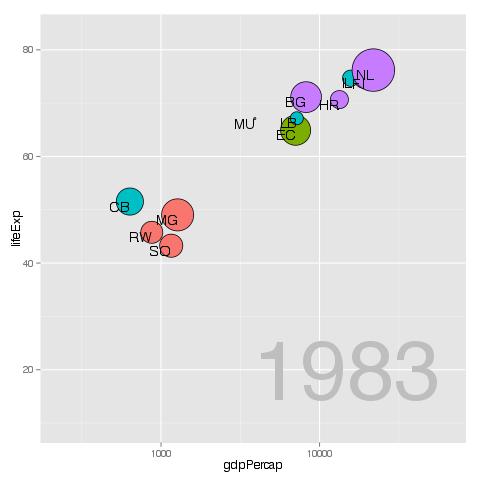 80
60
40
20
lifeExp
NL
BG
HR
LB
MU
EC
CB
MG
RW
SO
1983
1000
10000
gdpPercap